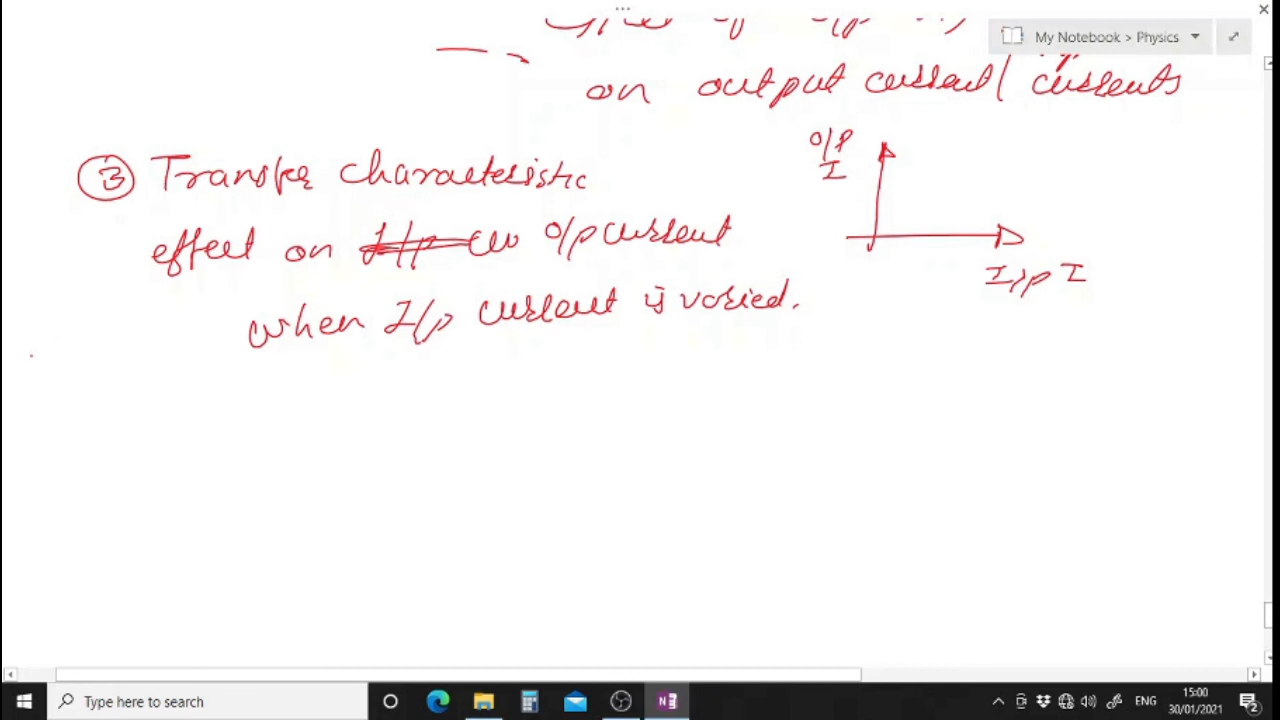 My Notebook > Physics
on output current/ currents
③ Transfer characteristic
effect on o/p current
when I/p current is varied.
O/P
I
I/p I
Type here to search
ENG
15:00
30/01/2021
2